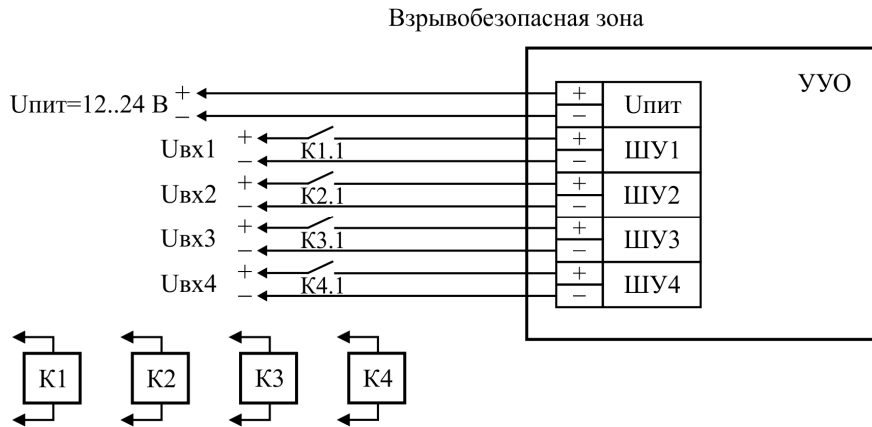 Взрывобезопасная зона
УУО
Uпит=12..24 В + − + − Uпит
Uвх1 + − К1.1 + − ШУ1
Uвх2 + − К2.1 + − ШУ2
Uвх3 + − К3.1 + − ШУ3
Uвх4 + − К4.1 + − ШУ4
К1 К2 К3 К4